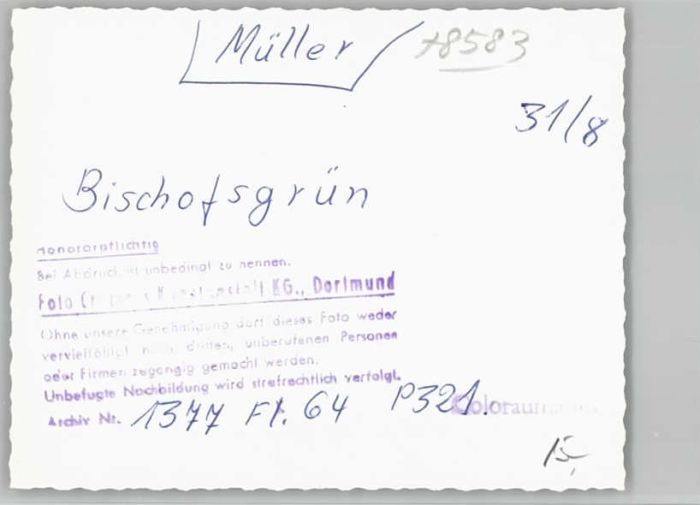 Müller
78583
31/8
Bischofsgrün
Honorarpflichtig
Bei Abdruck ist unbedingt zu nennen.
Foto KG., Dortmund
Ohne unsere Genehmigung darf dieses Foto weder
vervielfältigt noch dritten, unberufenen Personen
oder Firmen zugängig gemacht werden.
Unbefugte Nachbildung wird strafrechtlich verfolgt.
Archiv Nr. 1377 Fl. 64 P321.
15,